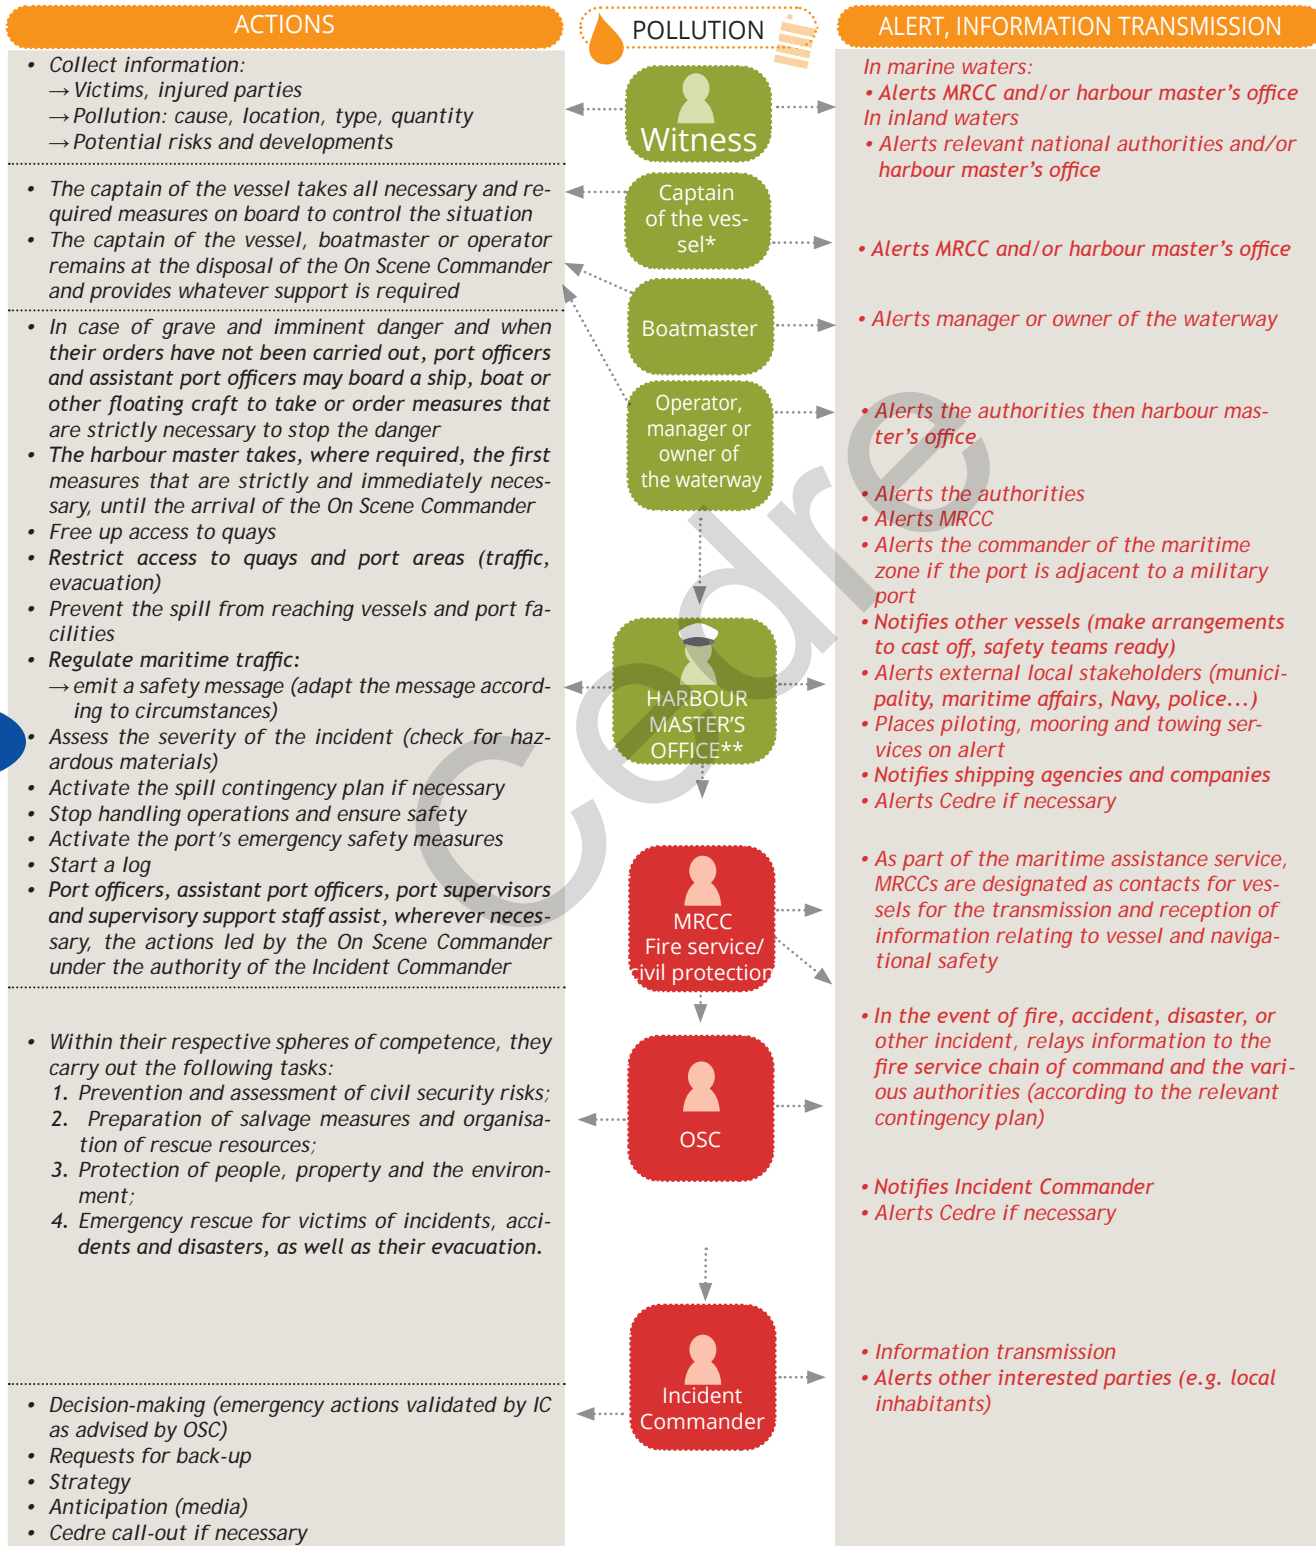 ACTIONS
• Collect information:
→ Victims, injured parties
→ Pollution: cause, location, type, quantity
→ Potential risks and developments
• The captain of the vessel takes all necessary and re-
quired measures on board to control the situation
• The captain of the vessel, boatmaster or operator
remains at the disposal of the On Scene Commander
and provides whatever support is required
• In case of grave and imminent danger and when
their orders have not been carried out, port officers
and assistant port officers may board a ship, boat or
other floating craft to take or order measures that
are strictly necessary to stop the danger
• The harbour master takes, where required, the first
measures that are strictly and immediately neces-
sary, until the arrival of the On Scene Commander
• Free up access to quays
• Restrict access to quays and port areas (traffic,
evacuation)
• Prevent the spill from reaching vessels and port fa-
cilities
• Regulate maritime traffic:
→ emit a safety message (adapt the message accord-
ing to circumstances)
• Assess the severity of the incident (check for haz-
ardous materials)
• Activate the spill contingency plan if necessary
• Stop handling operations and ensure safety
• Activate the port's emergency safety measures
• Start a log
• Port officers, assistant port officers, port supervisors
and supervisory support staff assist, wherever neces-
sary, the actions led by the On Scene Commander
under the authority of the Incident Commander
• Within their respective spheres of competence, they
carry out the following tasks:
1. Prevention and assessment of civil security risks;
2. Preparation of salvage measures and organisa-
tion of rescue resources;
3. Protection of people, property and the environ-
ment;
4. Emergency rescue for victims of incidents, acci-
dents and disasters, as well as their evacuation.
• Decision-making (emergency actions validated by IC
as advised by OSC)
• Requests for back-up
• Strategy
• Anticipation (media)
• Cedre call-out if necessary
POLLUTION
Witness
Captain
of the ves-
sel*
Boatmaster
Operator,
manager or
owner of
the waterway
HARBOUR
MASTER'S
OFFICE**
MRCC
Fire service/
civil protection
OSC
Incident
Commander
ALERT, INFORMATION TRANSMISSION
In marine waters:
• Alerts MRCC and/or harbour master's office
In inland waters
• Alerts relevant national authorities and/or
harbour master's office
• Alerts MRCC and/or harbour master's office
• Alerts manager or owner of the waterway
• Alerts the authorities then harbour mas-
ter's office
• Alerts the authorities
• Alerts MRCC
• Alerts the commander of the maritime
zone if the port is adjacent to a military
port
• Notifies other vessels (make arrangements
to cast off, safety teams ready)
• Alerts external local stakeholders (munici-
pality, maritime affairs, Navy, police...)
• Places piloting, mooring and towing ser-
vices on alert
• Notifies shipping agencies and companies
• Alerts Cedre if necessary
• As part of the maritime assistance service,
MRCCs are designated as contacts for ves-
sels for the transmission and reception of
information relating to vessel and naviga-
tional safety
• In the event of fire, accident, disaster, or
other incident, relays information to the
fire service chain of command and the vari-
ous authorities (according to the relevant
contingency plan)
• Notifies Incident Commander
• Alerts Cedre if necessary
• Information transmission
• Alerts other interested parties (e.g. local
inhabitants)
Cedre